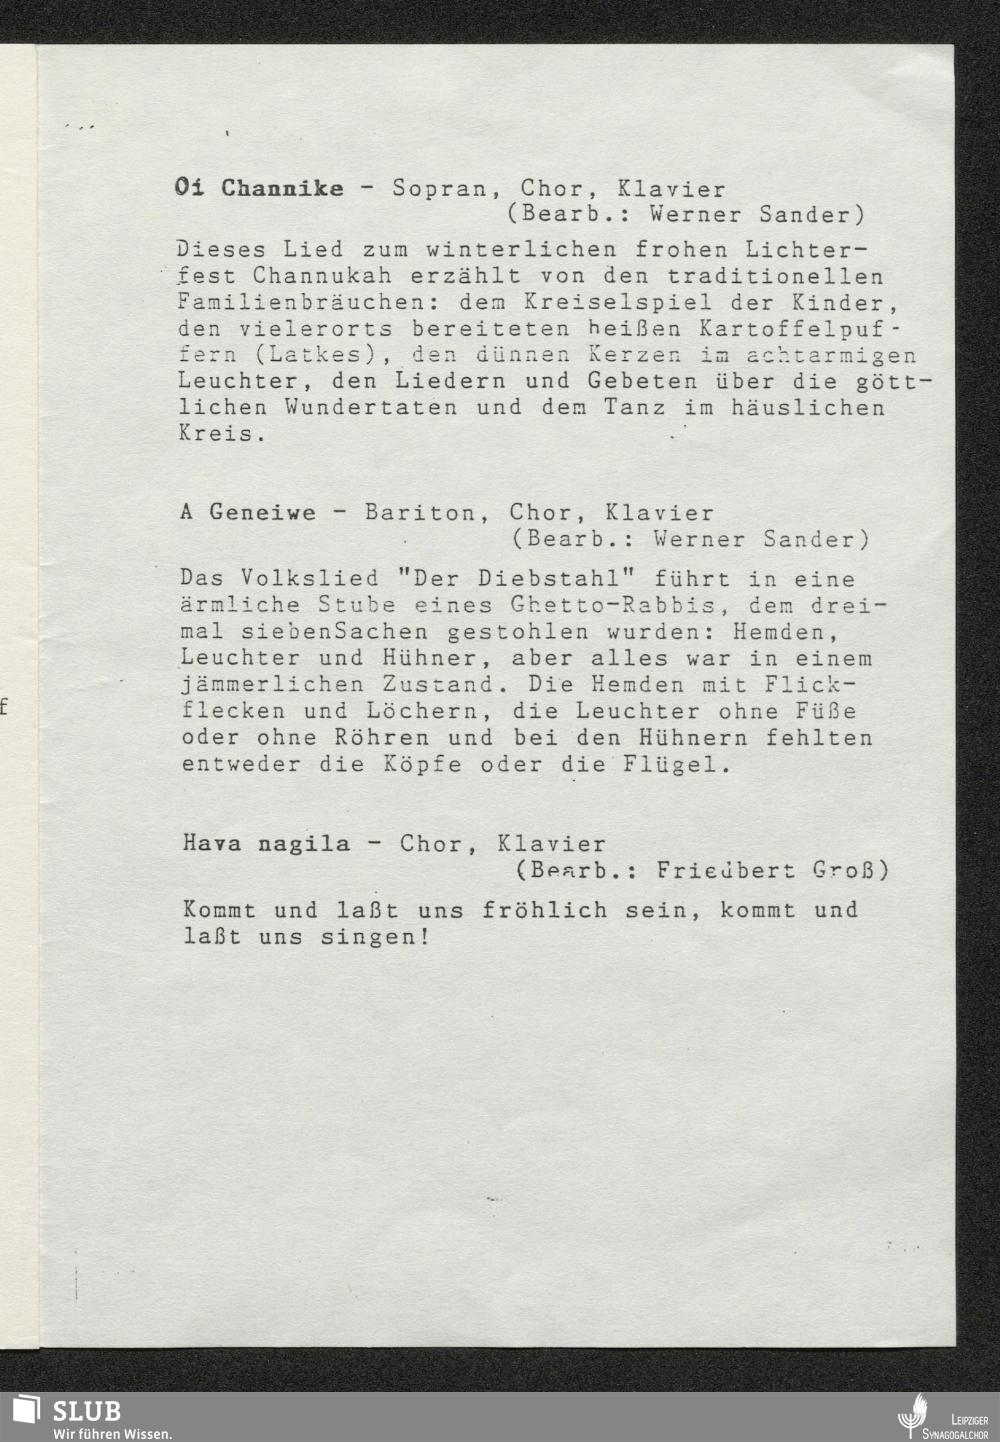 Oi Channike - Sopran, Chor, Klavier
(Bearb.: Werner Sander)
Dieses Lied zum winterlichen frohen Lichter-
fest Channukah erzählt von den traditionellen
Familienbräuchen: dem Kreiselspiel der Kinder,
den vielerorts bereiteten heißen Kartoffelpuf-
fern (Latkes), den dünnen Kerzen im achtarmigen
Leuchter, den Liedern und Gebeten über die gött-
lichen Wundertaten und dem Tanz im häuslichen
Kreis.
A Geneiwe - Bariton, Chor, Klavier
(Bearb.: Werner Sander)
Das Volkslied "Der Diebstahl" führt in eine
ärmliche Stube eines Ghetto-Rabbis, dem drei-
mal siebenSachen gestohlen wurden: Hemden,
Leuchter und Hühner, aber alles war in einem
jämmerlichen Zustand. Die Hemden mit Flick-
flecken und Löchern, die Leuchter ohne Füße
oder ohne Röhren und bei den Hühnern fehlten
entweder die Köpfe oder die Flügel.
f
Hava nagila - Chor, Klavier
(Bearb.: Friedbert Groß)
Kommt und laßt uns fröhlich sein, kommt und
laßt uns singen!
SLUB
Wir führen Wissen.
LEIPZIGER
SYNAGOGALCHOR